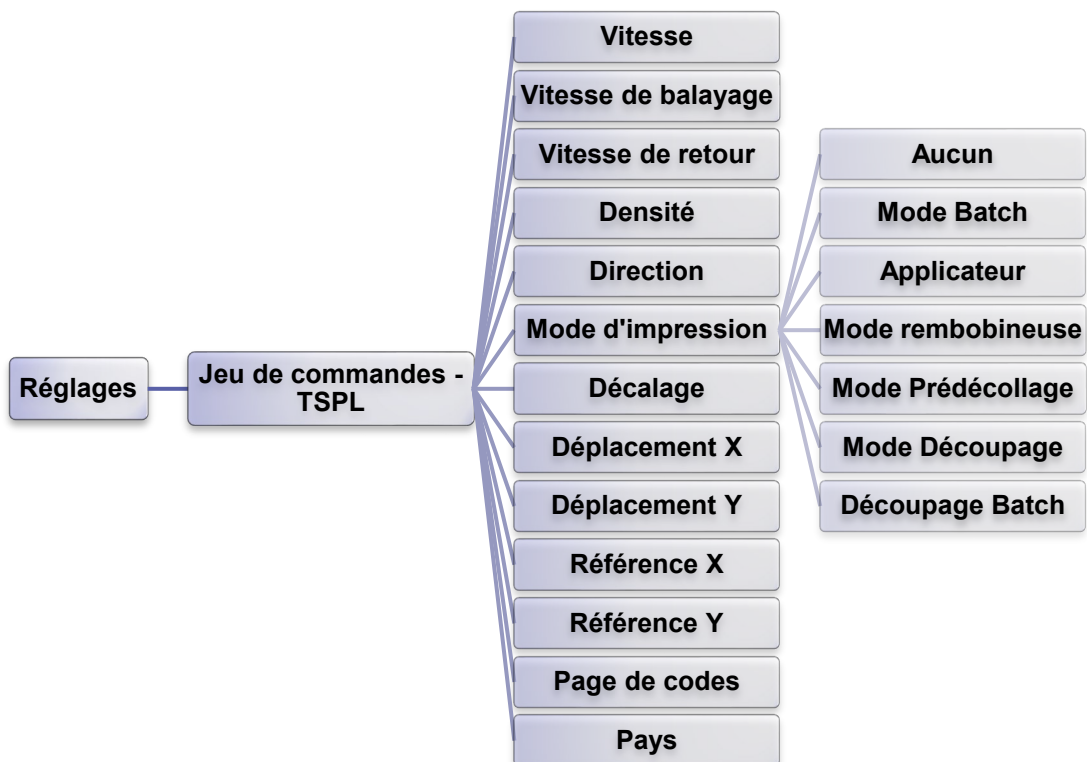 Réglages
Jeu de commandes -
TSPL
Vitesse
Vitesse de balayage
Vitesse de retour
Densité
Direction
Mode d'impression
Décalage
Déplacement X
Déplacement Y
Référence X
Référence Y
Page de codes
Pays
Aucun
Mode Batch
Applicateur
Mode rembobineuse
Mode Prédécollage
Mode Découpage
Découpage Batch